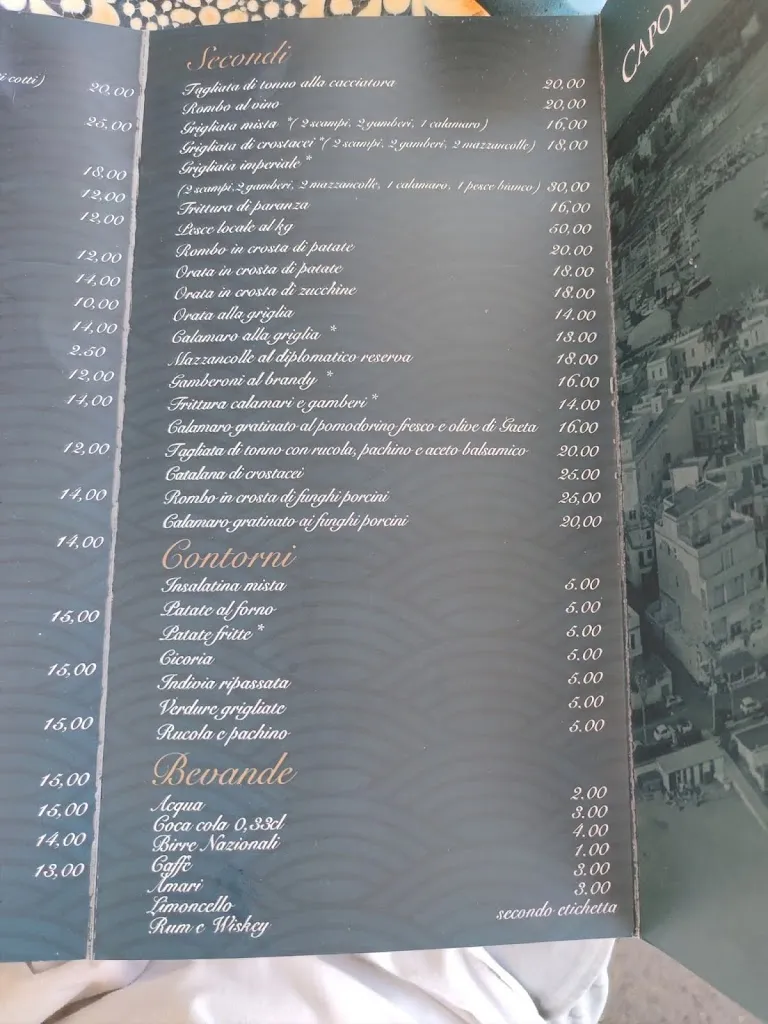 i cotti) 20,00
25,00
18,00
12,00
12,00
12,00
14,00
10,00
14,00
2.50
12,00
14,00
12,00
14,00
14,00
15,00
15,00
15,00
15,00
15,00
14,00
13,00
Secondi
Tagliata di tonno alla cacciatora 20,00
Rombo al vino 20,00
Grigliata mista *( 2 scampi, 2 gamberi, 1 calamaro) 16,00
Grigliata di crostacei *( 2 scampi, 2 gamberi, 2 mazzancolle) 18,00
Grigliata imperiale *
(2 scampi,2 gamberi, 2 mazzancolle, 1 calamaro, 1 pesce bianco) 30,00
Frittura di paranza 16,00
Pesce locale al kg 50,00
Rombo in crosta di patate 20.00
Orata in crosta di patate 18.00
Orata in crosta di zucchine 18.00
Orata alla griglia 14.00
Calamaro alla griglia * 13.00
Mazzancolle al diplomatico reserva 18.00
Gamberoni al brandy * 16.00
Frittura calamari e gamberi * 14.00
Calamaro gratinato al pomodorino fresco e olive di Gaeta 16.00
Tagliata di tonno con rucola, pachino e aceto balsamico 20.00
Catalana di crostacei 25.00
Rombo in crosta di funghi porcini 25,00
Calamaro gratinato ai funghi porcini 20,00
Contorni
Insalatina mista 5.00
Patate al forno 5.00
Patate fritte * 5.00
Cicoria 5.00
Indivia ripassata 5.00
Verdure grigliate 5.00
Rucola e pachino 5.00
Bevande
Acqua 2.00
Coca cola 0,33cl 3.00
Birre Nazionali 4.00
Caffè 1.00
Amari 3.00
Limoncello 3.00
Rum e Wiskey secondo etichetta
CAPO